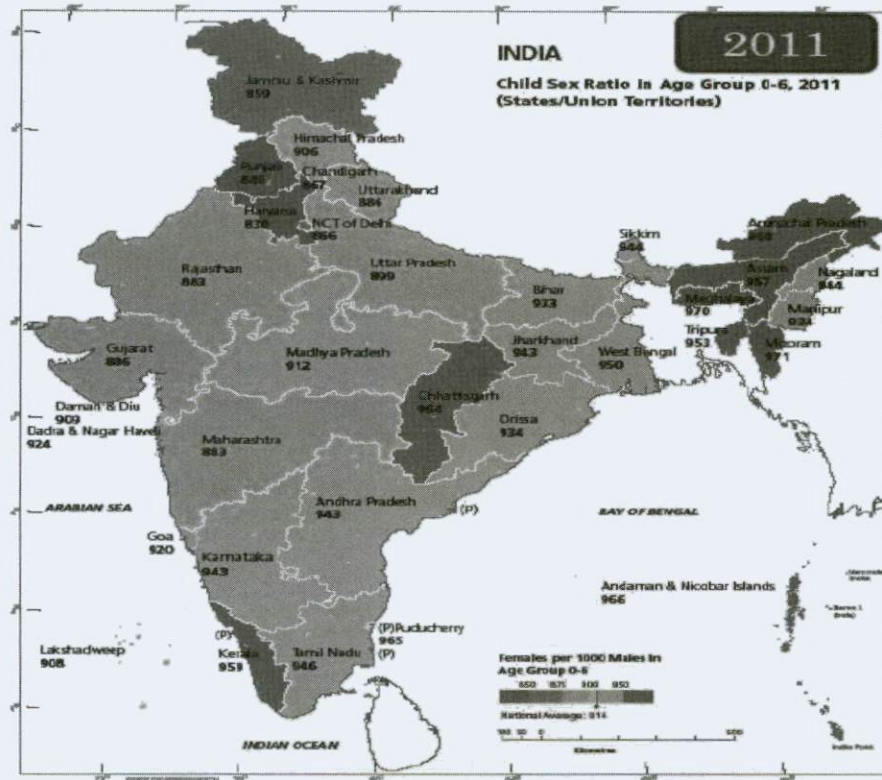 2011
INDIA
Child Sex Ratio in Age Group 0-6, 2011
(States/Union Territories)
Jammu & Kashmir
859
Himachal Pradesh
906
Punjab
Chandigarh
867
Uttarakhand
886
Haryana
830
NCT of Delhi
866
Rajasthan
883
Uttar Pradesh
899
Sikkim
944
Arunachal Pradesh
960
Assam
957
Nagaland
944
Bihar
933
Meghalaya
970
Manipur
934
Tripura
953
Mizoram
971
Gujarat
886
Madhya Pradesh
912
Jharkhand
943
West Bengal
950
Chhattisgarh
964
Daman & Diu
909
Dadra & Nagar Haveli
924
Orissa
934
Maharashtra
883
ARABIAN SEA
Andhra Pradesh
943
(P)
BAY OF BENGAL
Goa
920
Karnataka
943
Andaman & Nicobar Islands
966
(P)
(P)Puducherry
965
(P)
Lakshadweep
908
Kerala
959
Tamil Nadu
946
Females per 1000 Males in
Age Group 0-6
850 875 900 950
National Average: 914
Kilometres
INDIAN OCEAN
Indira Point